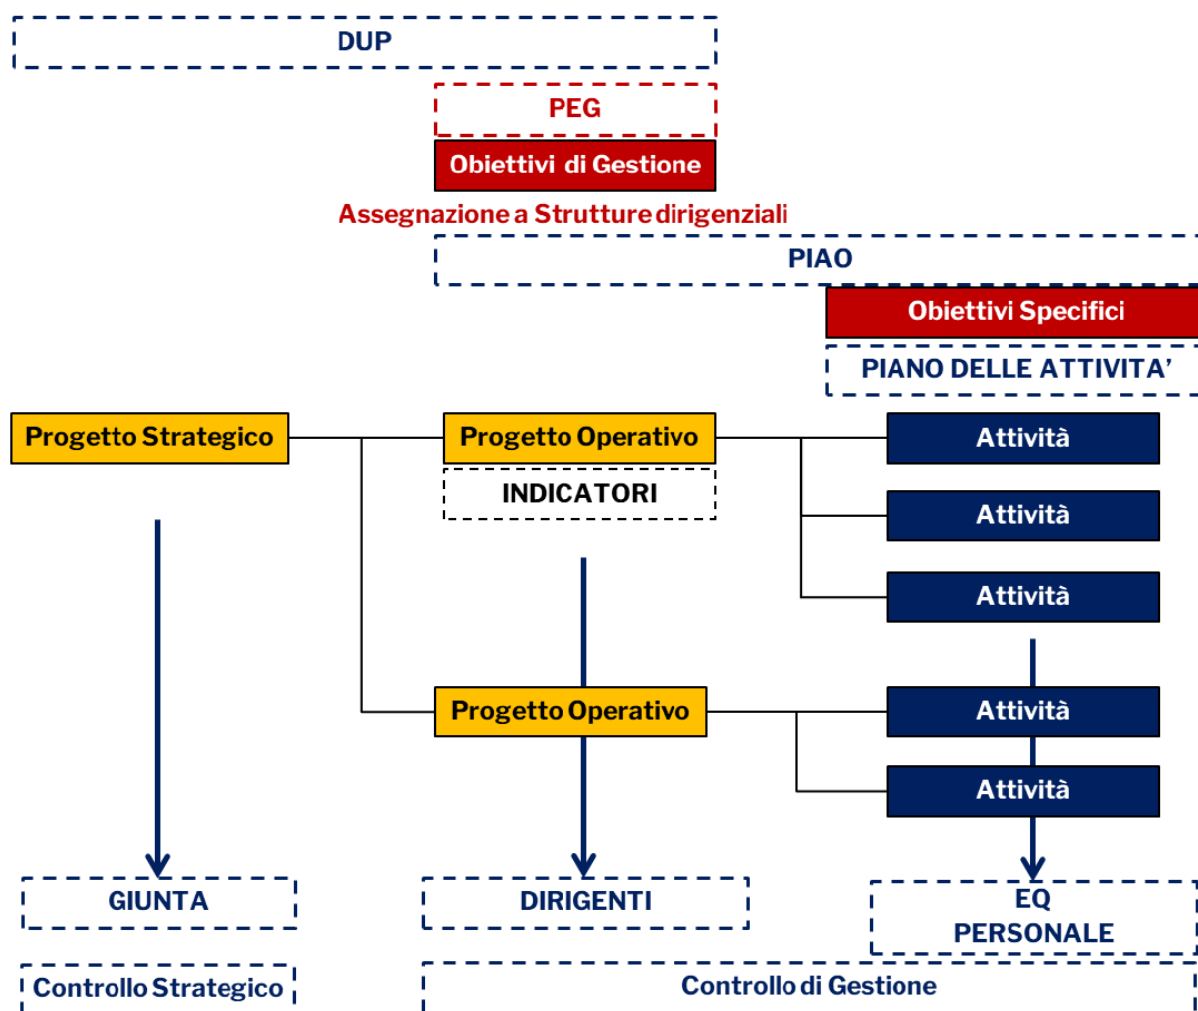 DUP
PEG
Obiettivi di Gestione
Assegnazione a Strutture dirigenziali
PIAO
Obiettivi Specifici
PIANO DELLE ATTIVITA’
Progetto Strategico
Progetto Operativo
Attività
INDICATORI
Attività
Attività
Progetto Operativo
Attività
Attività
GIUNTA
DIRIGENTI
EQ
PERSONALE
Controllo Strategico
Controllo di Gestione